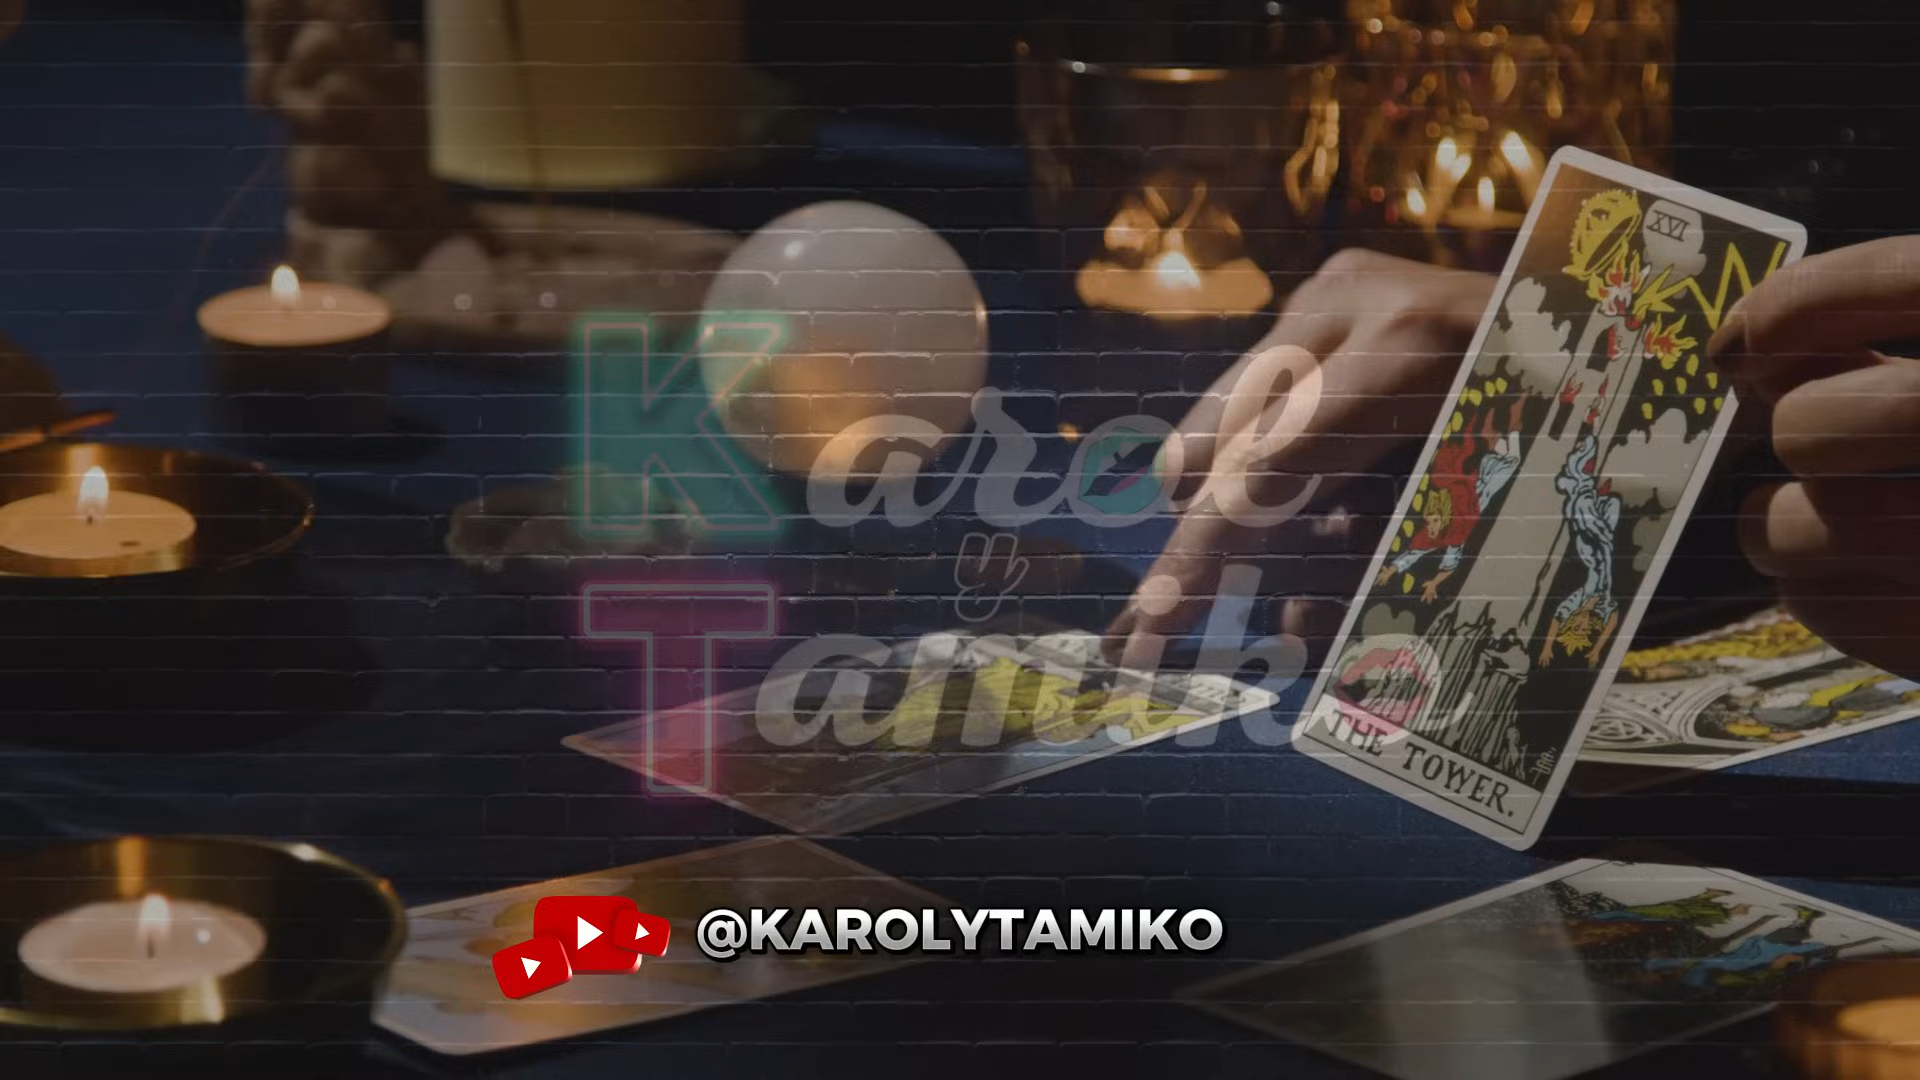 XVI
Karol
y
Tamiko
THE TOWER.
@KAROLYTAMIKO